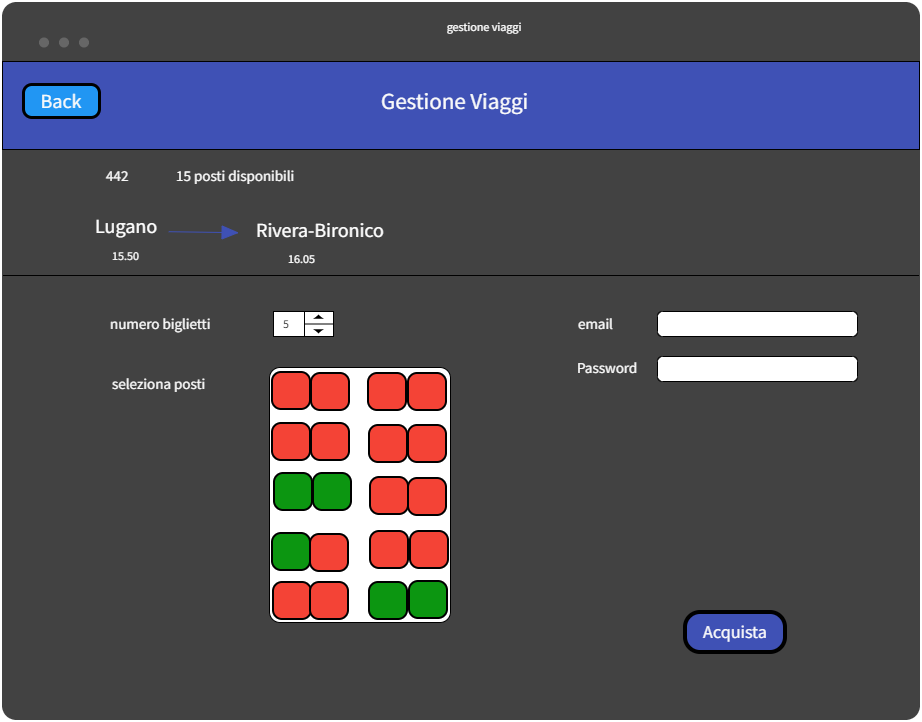 gestione viaggi
Back
Gestione Viaggi
442 15 posti disponibili
Lugano Rivera-Bironico
15.50 16.05
numero biglietti 5
email
Password
seleziona posti
Acquista